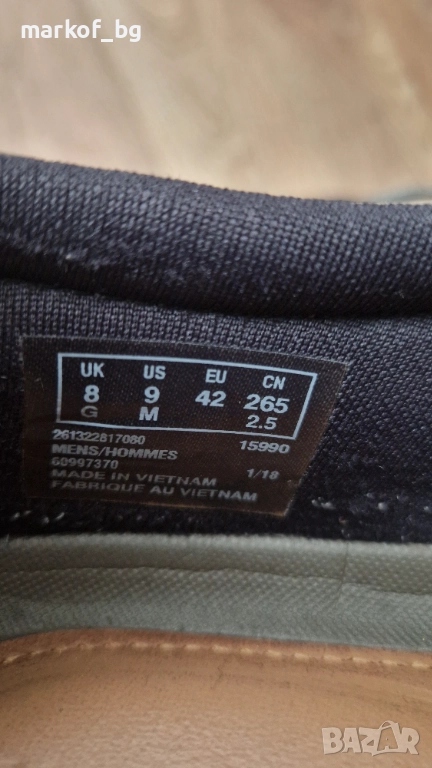 markof_bg
UK US EU CN
8 9 42 265
G M 2.5
261322817080 15990
MENS/HOMMES
60997370 1/18
MADE IN VIETNAM
FABRIQUE AU VIETNAM
BAZAR